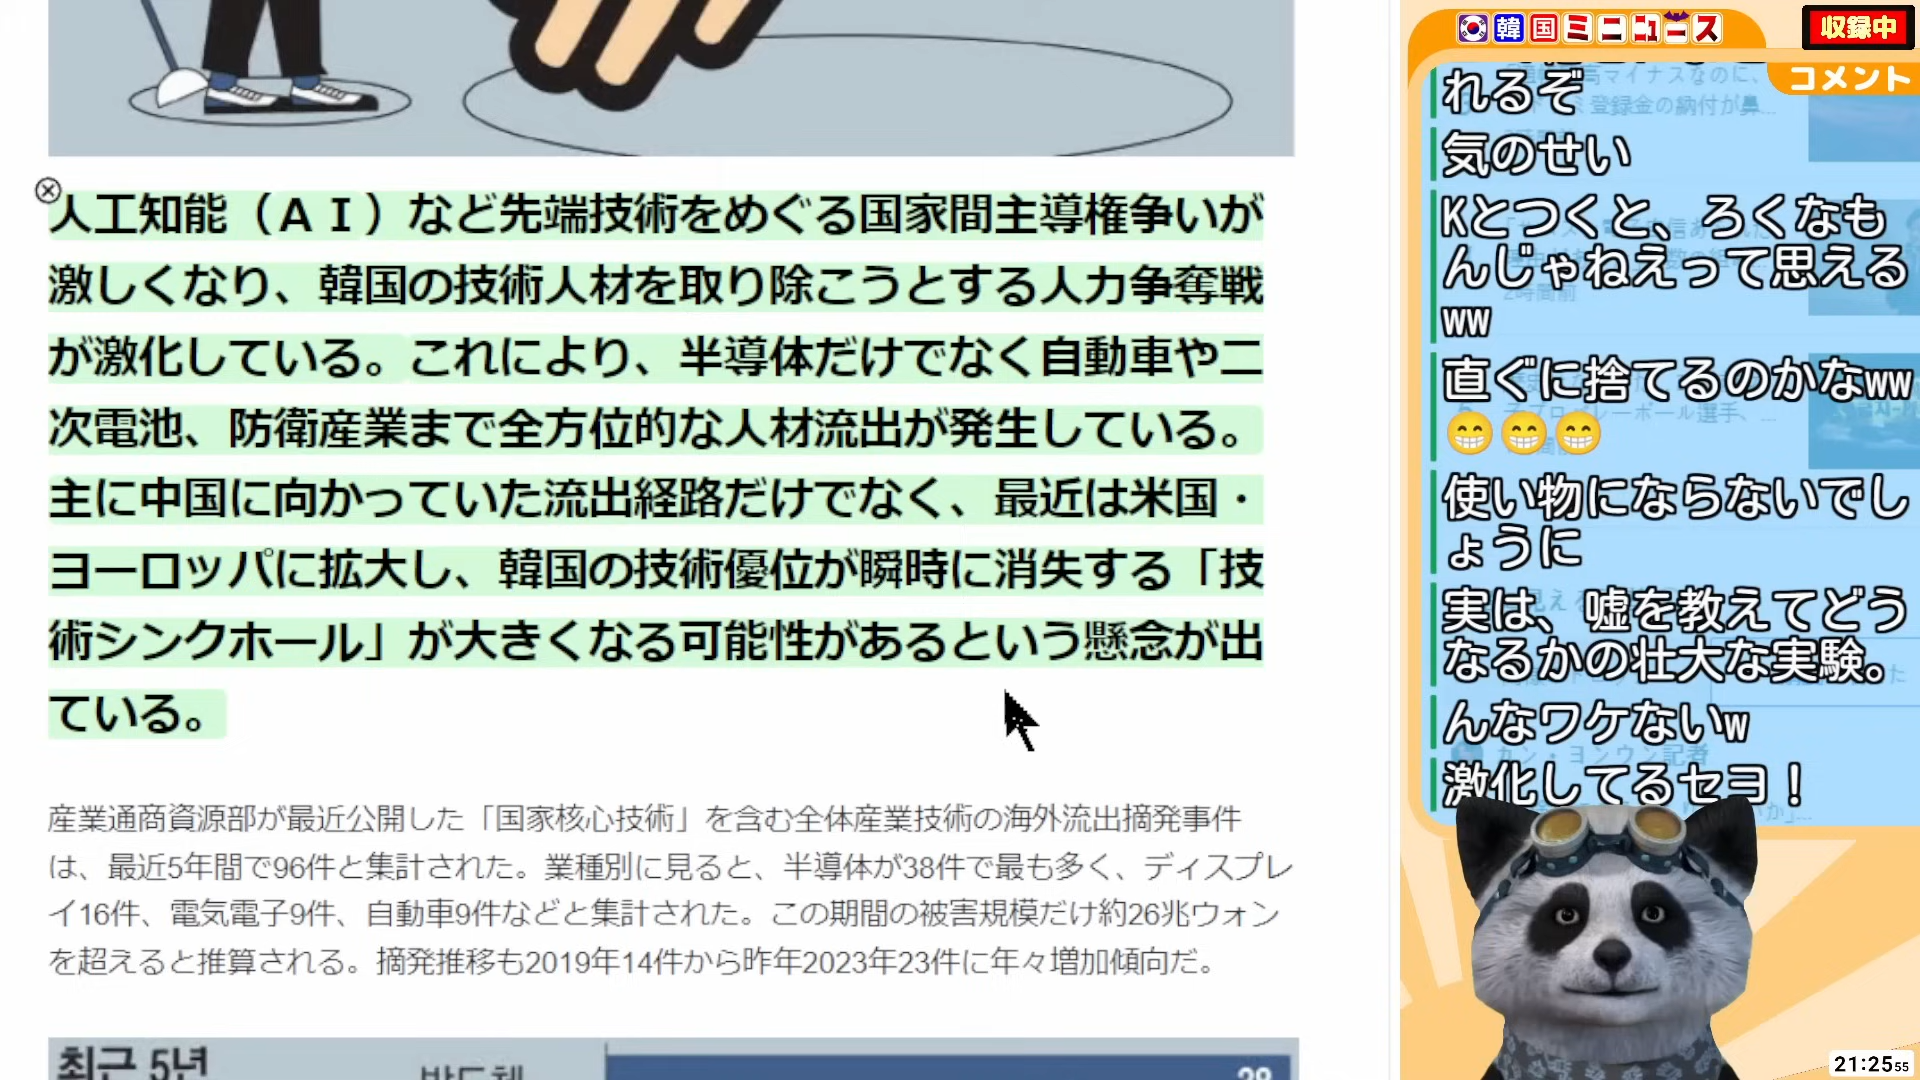 人工知能（ＡＩ）など先端技術をめぐる国家間主導権争いが
激しくなり、韓国の技術人材を取り除こうとする人力争奪戦
が激化している。これにより、半導体だけでなく自動車や二
次電池、防衛産業まで全方位的な人材流出が発生している。
主に中国に向かっていた流出経路だけでなく、最近は米国・
ヨーロッパに拡大し、韓国の技術優位が瞬時に消失する「技
術シンクホール」が大きくなる可能性があるという懸念が出
ている。
産業通商資源部が最近公開した「国家核心技術」を含む全体産業技術の海外流出摘発事件
は、最近5年間で96件と集計された。業種別に見ると、半導体が38件で最も多く、ディスプレ
イ16件、電気電子9件、自動車9件などと集計された。この期間の被害規模だけ約26兆ウォン
を超えると推算される。摘発推移も2019年14件から昨年2023年23件に年々増加傾向だ。
최근 5년
반도체
38
韓国ミニニュース
収録中
コメント
れるぞ
気のせい
Kとつくと、ろくなも
んじゃねえって思える
ww
直ぐに捨てるのかなww
😁😁😁
使い物にならないでし
ょうに
実は、嘘を教えてどう
なるかの壮大な実験。
んなワケないw
激化してるセヨ！
21:25 55